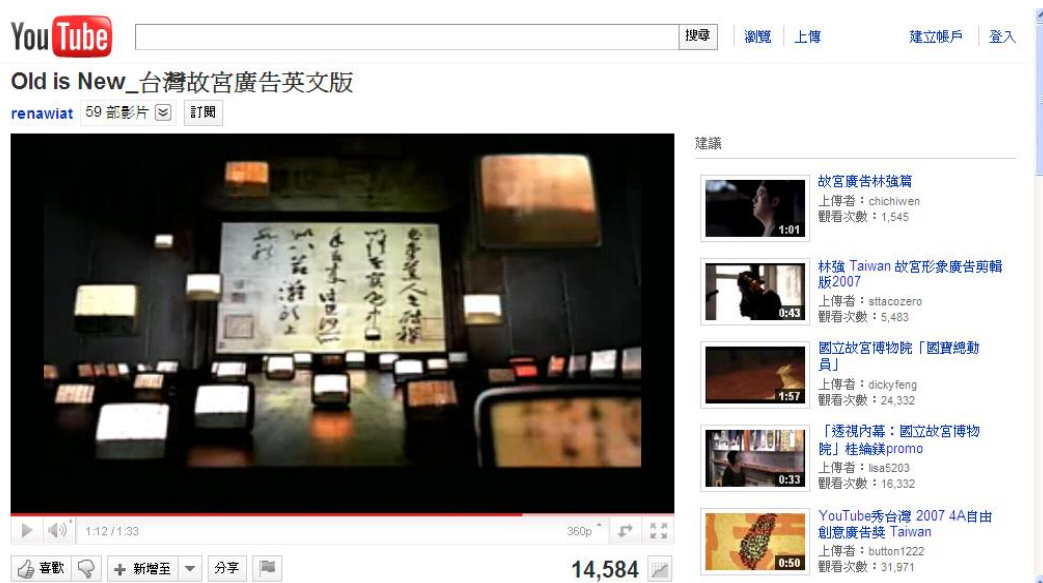 YouTube
搜尋
瀏覽
上傳
建立帳戶
登入
Old is New_台灣故宮廣告英文版
renawiat 59 部影片 訂閱
建議
故宮廣告林強篇
上傳者：chichiwen
觀看次數：1,545
1:01
林強 Taiwan 故宮形象廣告剪輯
版2007
上傳者：sttacozero
觀看次數：5,483
0:43
國立故宮博物院「國寶總動
員」
上傳者：dickyfeng
觀看次數：24,332
1:57
「透視內幕：國立故宮博物
院」桂綸鎂promo
上傳者：lisa5203
觀看次數：16,332
0:33
YouTube秀台灣 2007 4A自由
創意廣告獎 Taiwan
上傳者：button1222
觀看次數：31,971
0:50
1:12 / 1:33
360p
喜歡
新增至
分享
14,584